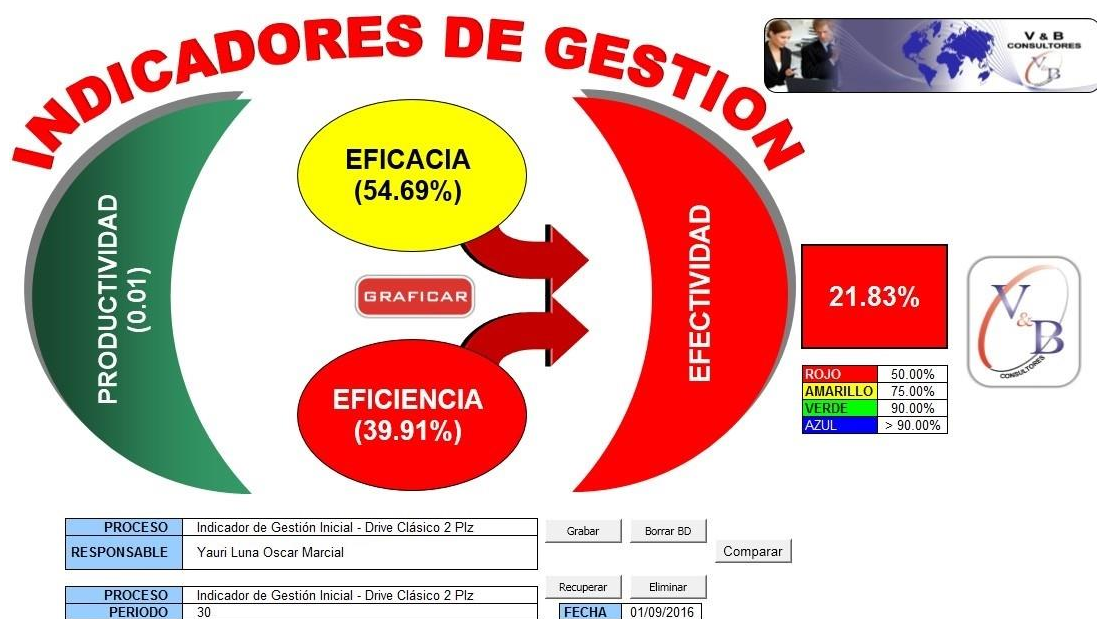 INDICADORES DE GESTION
V & B
CONSULTORES
V&B
PRODUCTIVIDAD
(0.01)
EFICACIA
(54.69%)
GRAFICAR
EFICIENCIA
(39.91%)
EFECTIVIDAD
21.83%
V&B
CONSULTORES
ROJO 50.00%
AMARILLO 75.00%
VERDE 90.00%
AZUL > 90.00%
PROCESO Indicador de Gestión Inicial - Drive Clásico 2 Plz
RESPONSABLE Yauri Luna Oscar Marcial
Grabar Borrar BD
Comparar
Recuperar Eliminar
PROCESO Indicador de Gestión Inicial - Drive Clásico 2 Plz
PERIODO 30
FECHA 01/09/2016